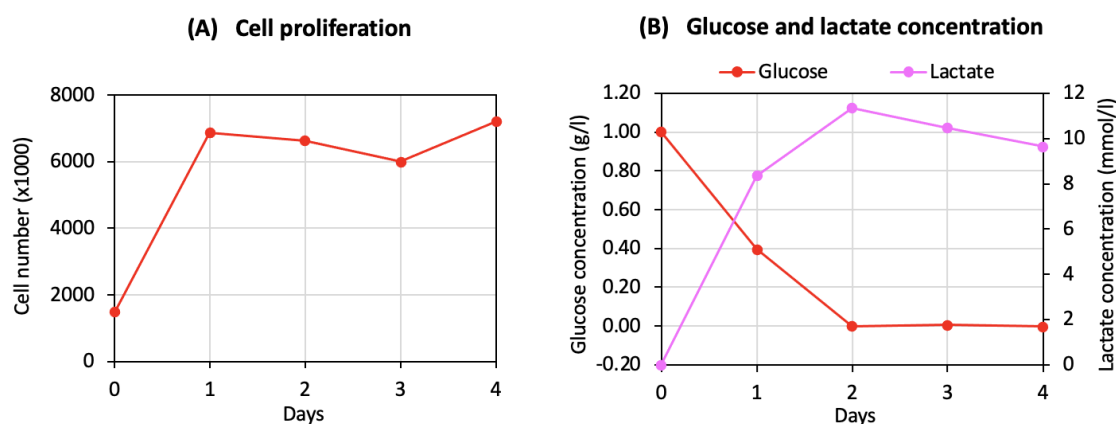 (A) Cell proliferation
8000
6000
4000
2000
0
Cell number (x1000)
0 1 2 3 4
Days
(B) Glucose and lactate concentration
Glucose Lactate
1.20
1.00
0.80
0.60
0.40
0.20
0.00
-0.20
Glucose concentration (g/l)
12
10
8
6
4
2
0
Lactate concentration (mmol/l)
0 1 2 3 4
Days